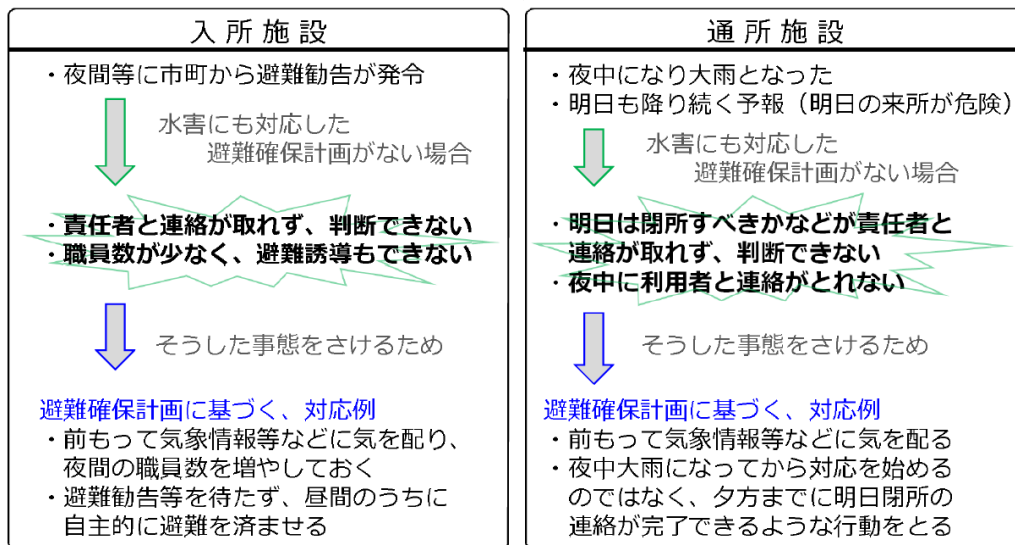 入所施設
・夜間等に市町から避難勧告が発令
水害にも対応した
避難確保計画がない場合
・責任者と連絡が取れず、判断できない
・職員数が少なく、避難誘導もできない
そうした事態をさけるため
避難確保計画に基づく、対応例
・前もって気象情報等などに気を配り、
夜間の職員数を増やしておく
・避難勧告等を待たず、昼間のうちに
自主的に避難を済ませる
通所施設
・夜中になり大雨となった
・明日も降り続く予報（明日の来所が危険）
水害にも対応した
避難確保計画がない場合
・明日は閉所すべきかなどが責任者と
連絡が取れず、判断できない
・夜中に利用者と連絡がとれない
そうした事態をさけるため
避難確保計画に基づく、対応例
・前もって気象情報等などに気を配る
・夜中大雨になってから対応を始める
のではなく、夕方までに明日閉所の
連絡が完了できるような行動をとる